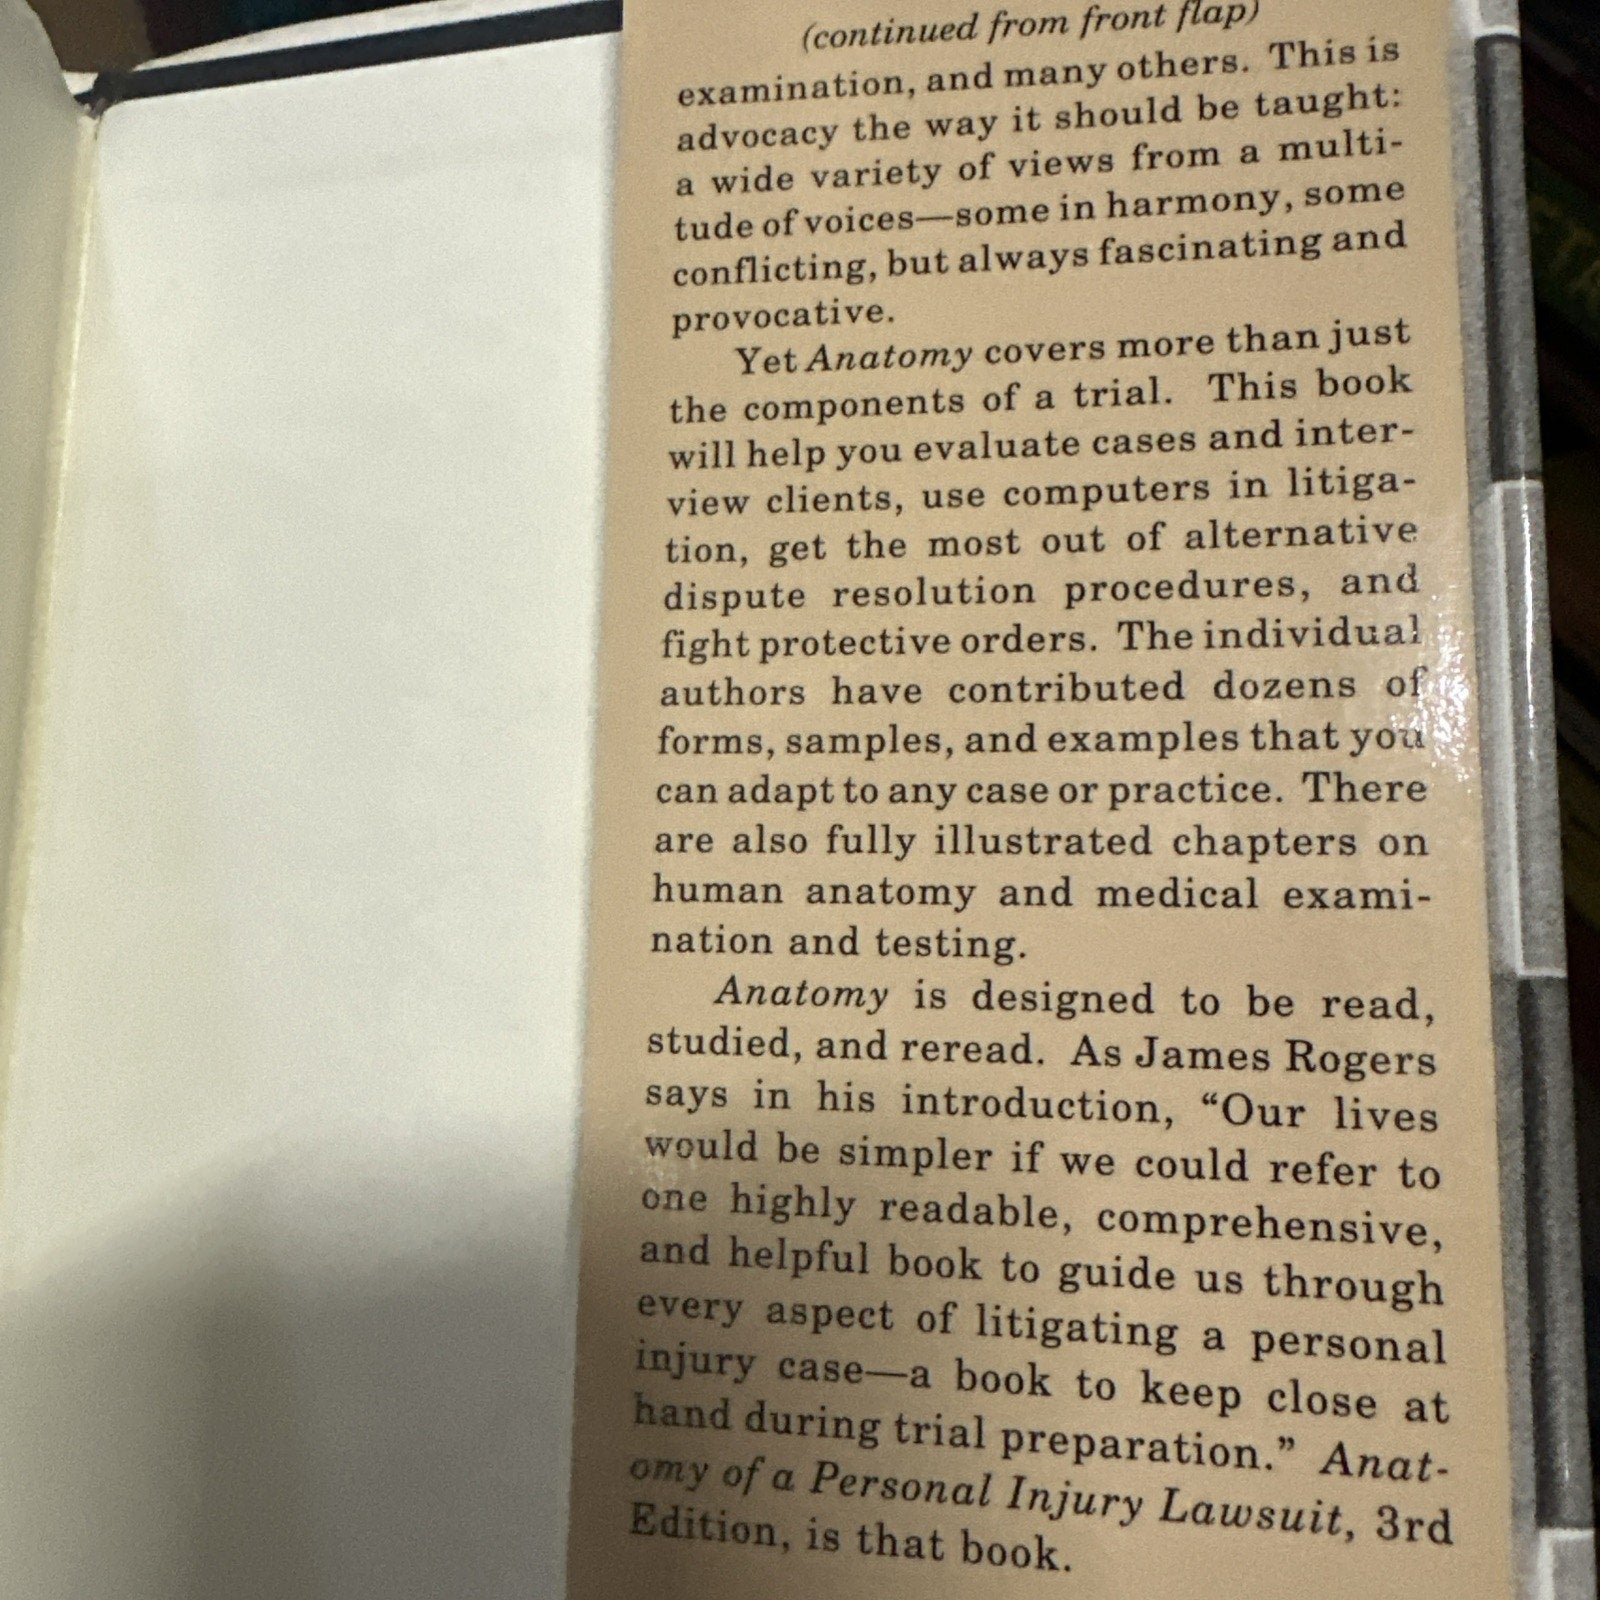 (continued from front flap)
examination, and many others. This is
advocacy the way it should be taught:
a wide variety of views from a multi-
tude of voices—some in harmony, some
conflicting, but always fascinating and
provocative.
Yet Anatomy covers more than just
the components of a trial. This book
will help you evaluate cases and inter-
view clients, use computers in litiga-
tion, get the most out of alternative
dispute resolution procedures, and
fight protective orders. The individual
authors have contributed dozens of
forms, samples, and examples that you
can adapt to any case or practice. There
are also fully illustrated chapters on
human anatomy and medical exami-
nation and testing.
Anatomy is designed to be read,
studied, and reread. As James Rogers
says in his introduction, “Our lives
would be simpler if we could refer to
one highly readable, comprehensive,
and helpful book to guide us through
every aspect of litigating a personal
injury case—a book to keep close at
hand during trial preparation.” Anat-
omy of a Personal Injury Lawsuit, 3rd
Edition, is that book.